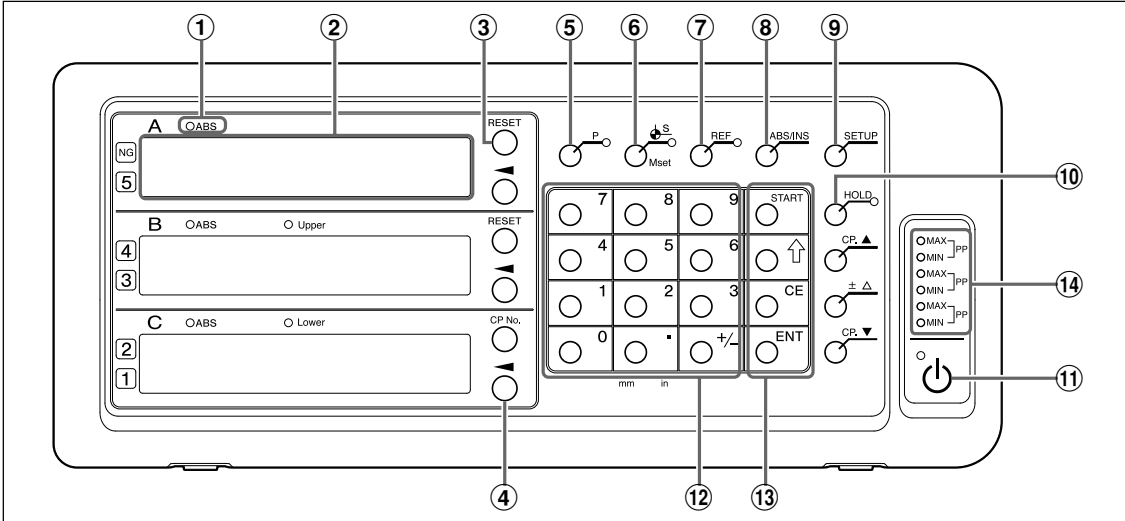 ① ② ③ ⑤ ⑥ ⑦ ⑧ ⑨
A ABS RESET P S REF ABS/INS SETUP
Mset
NG
5
⑩
HOLD
7 8 9 START
B ABS Upper RESET
4
3
4 5 6 ⇧
CP. ▲
MAX PP
MIN
MAX PP
MIN
MAX PP
MIN
⑭
1 2 3 CE
± △
C ABS Lower CP No.
2
1
0 . +/− ENT
CP. ▼
mm in
⑪
④ ⑫ ⑬